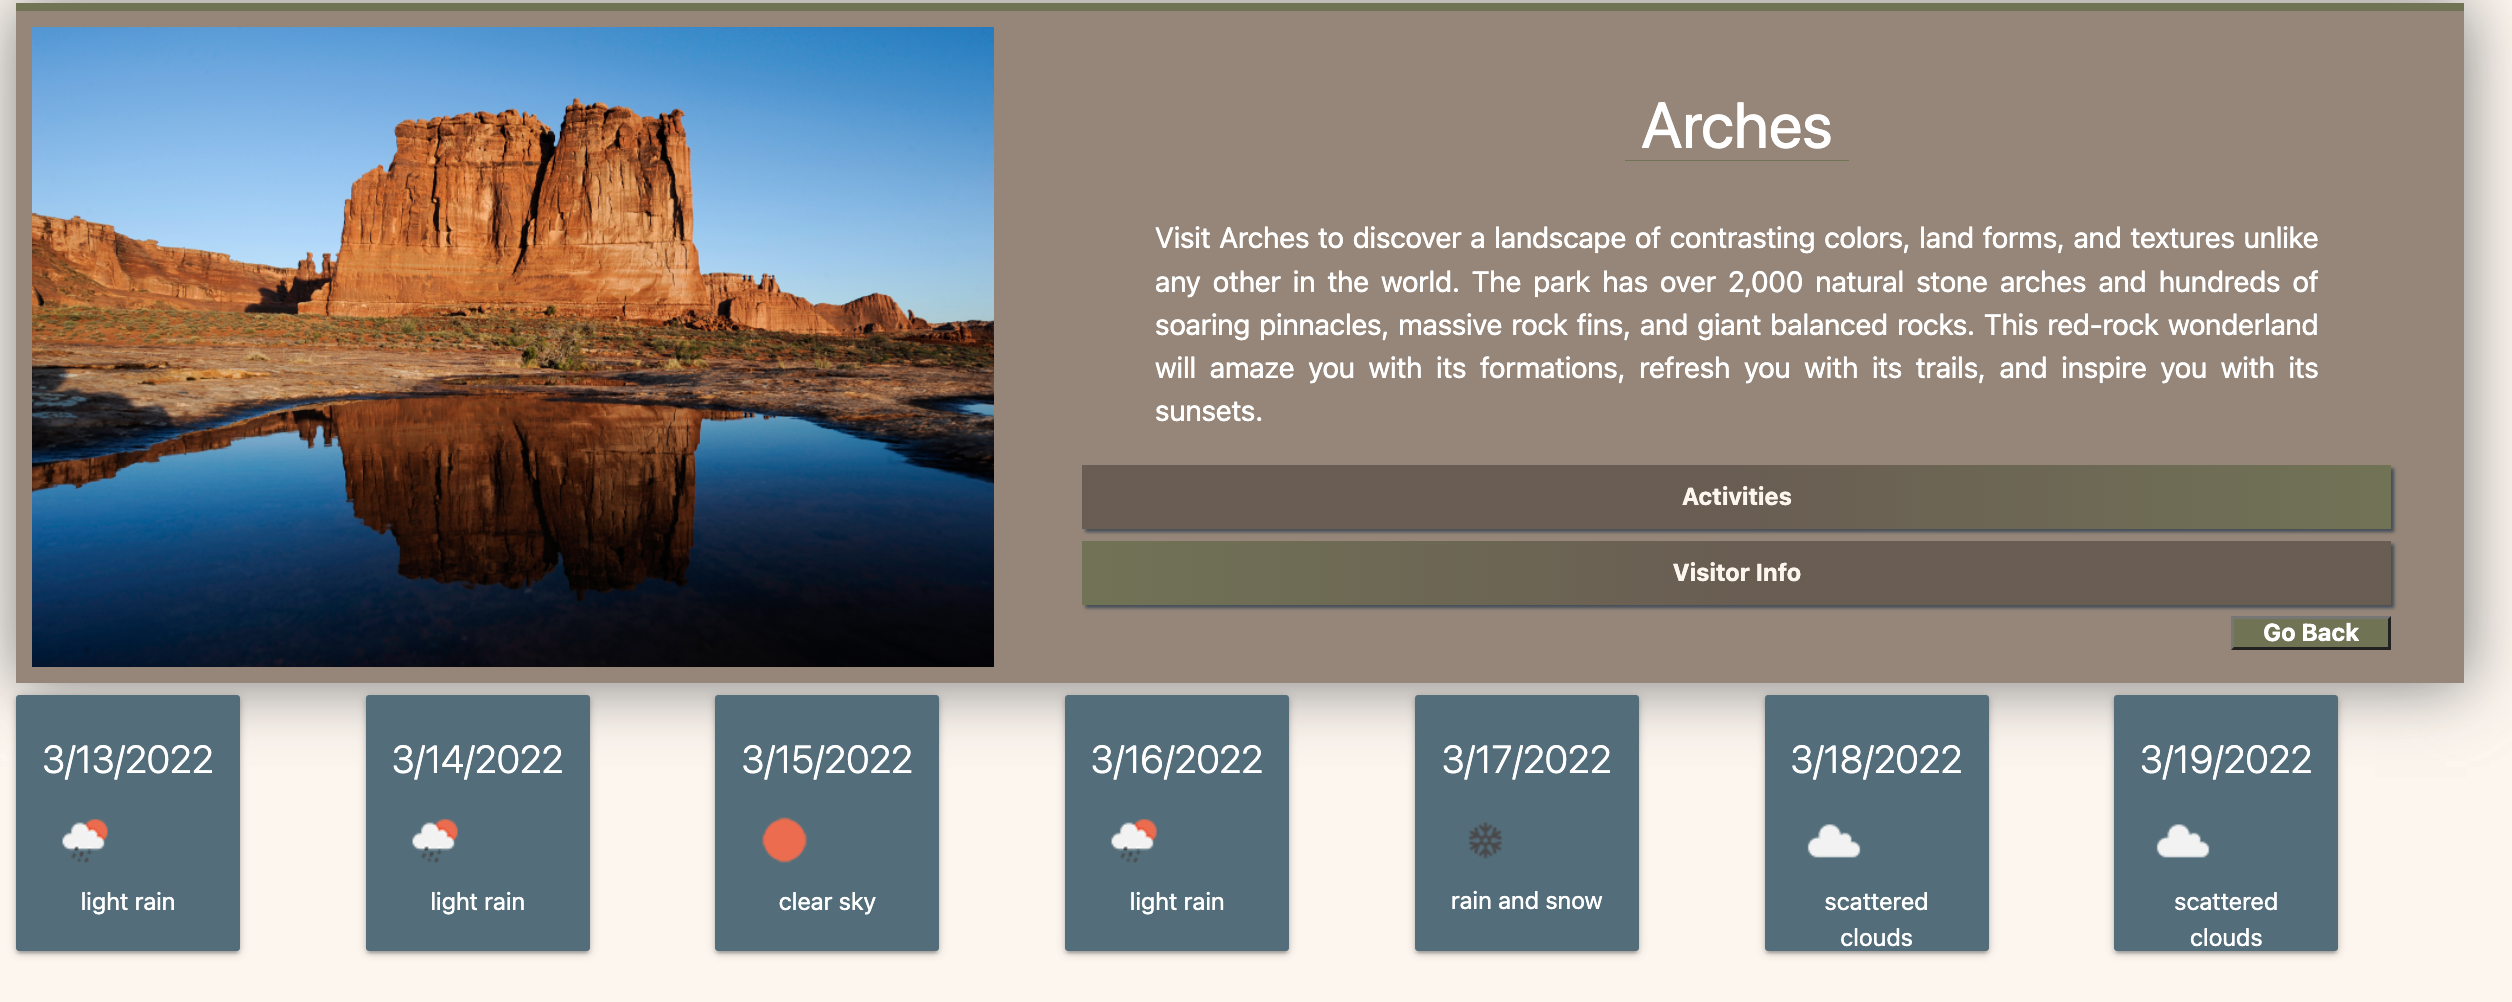 Arches
Visit Arches to discover a landscape of contrasting colors, land forms, and textures unlike
any other in the world. The park has over 2,000 natural stone arches and hundreds of
soaring pinnacles, massive rock fins, and giant balanced rocks. This red-rock wonderland
will amaze you with its formations, refresh you with its trails, and inspire you with its
sunsets.
Activities
Visitor Info
Go Back
3/13/2022
light rain
3/14/2022
light rain
3/15/2022
clear sky
3/16/2022
light rain
3/17/2022
rain and snow
3/18/2022
scattered
clouds
3/19/2022
scattered
clouds